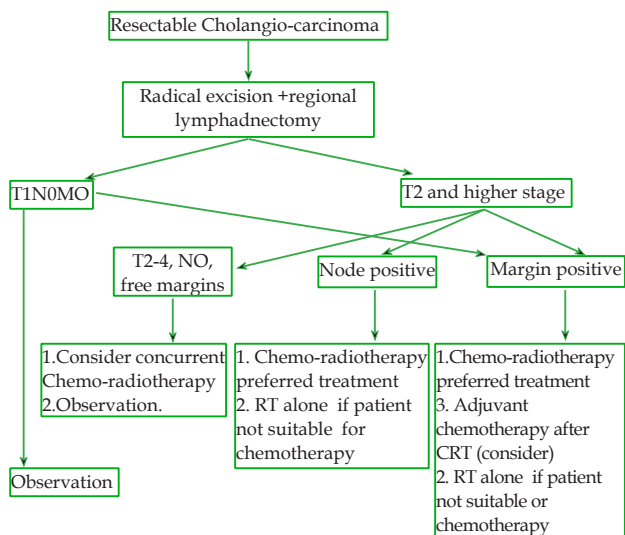 Resectable Cholangio-carcinoma
Radical excision +regional
lymphadnectomy
T1N0MO
T2 and higher stage
T2-4, NO,
free margins
Node positive
Margin positive
1.Consider concurrent
Chemo-radiotherapy
2.Observation.
1. Chemo-radiotherapy
preferred treatment
2. RT alone if patient
not suitable for
chemotherapy
1.Chemo-radiotherapy
preferred treatment
3. Adjuvant
chemotherapy after
CRT (consider)
2. RT alone if patient
not suitable or
chemotherapy
Observation